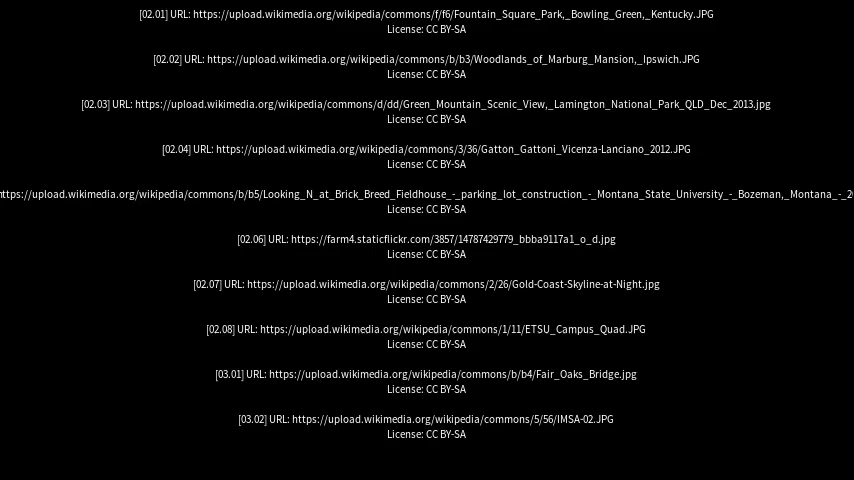 [02.01] URL: https://upload.wikimedia.org/wikipedia/commons/f/f6/Fountain_Square_Park,_Bowling_Green,_Kentucky.JPG
License: CC BY-SA
[02.02] URL: https://upload.wikimedia.org/wikipedia/commons/b/b3/Woodlands_of_Marburg_Mansion,_Ipswich.JPG
License: CC BY-SA
[02.03] URL: https://upload.wikimedia.org/wikipedia/commons/d/dd/Green_Mountain_Scenic_View,_Lamington_National_Park_QLD_Dec_2013.jpg
License: CC BY-SA
[02.04] URL: https://upload.wikimedia.org/wikipedia/commons/3/36/Gatton_Gattoni_Vicenza-Lanciano_2012.JPG
License: CC BY-SA
https://upload.wikimedia.org/wikipedia/commons/b/b5/Looking_N_at_Brick_Breed_Fieldhouse_-_parking_lot_construction_-_Montana_State_University_-_Bozeman,_Montana_-_2
License: CC BY-SA
[02.06] URL: https://farm4.staticflickr.com/3857/14787429779_bbba9117a1_o_d.jpg
License: CC BY-SA
[02.07] URL: https://upload.wikimedia.org/wikipedia/commons/2/26/Gold-Coast-Skyline-at-Night.jpg
License: CC BY-SA
[02.08] URL: https://upload.wikimedia.org/wikipedia/commons/1/11/ETSU_Campus_Quad.JPG
License: CC BY-SA
[03.01] URL: https://upload.wikimedia.org/wikipedia/commons/b/b4/Fair_Oaks_Bridge.jpg
License: CC BY-SA
[03.02] URL: https://upload.wikimedia.org/wikipedia/commons/5/56/IMSA-02.JPG
License: CC BY-SA